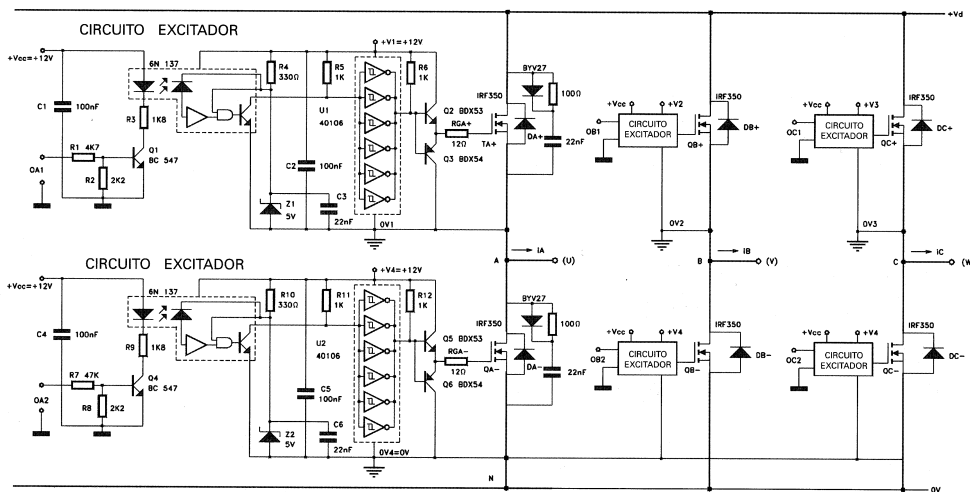 CIRCUITO EXCITADOR
+Vd
+Vcc=+12V
6N 137
R4
330Ω
R5
1K
+V1=+12V
R6
1K
BYV27
IRF350
100Ω
C1
100nF
R3
1K8
U1
40106
Q2 BDX53
RGA+
12Ω
TA+
DA+
22nF
Q3 BDX54
R1 4K7
Q1
BC 547
OA1
R2
2K2
C2
100nF
Z1
5V
C3
22nF
0V1
OB1
+Vcc
+V2
CIRCUITO
EXCITADOR
IRF350
QB+
DB+
0V2
OC1
+Vcc
+V3
CIRCUITO
EXCITADOR
IRF350
QC+
DC+
0V3
A
iA
(U)
B
iB
(V)
C
iC
(W
CIRCUITO EXCITADOR
+Vcc=+12V
6N 137
R10
330Ω
R11
1K
+V4=+12V
R12
1K
BYV27
IRF350
100Ω
C4
100nF
R9
1K8
U2
40106
Q5 BDX53
RGA-
12Ω
QA-
DA-
22nF
Q6 BDX54
R7 47K
Q4
BC 547
OA2
R8
2K2
C5
100nF
Z2
5V
C6
22nF
0V4=0V
OB2
+Vcc
+V4
CIRCUITO
EXCITADOR
IRF350
QB-
DB-
OC2
+Vcc
+V4
CIRCUITO
EXCITADOR
IRF350
QC-
DC-
N
0V